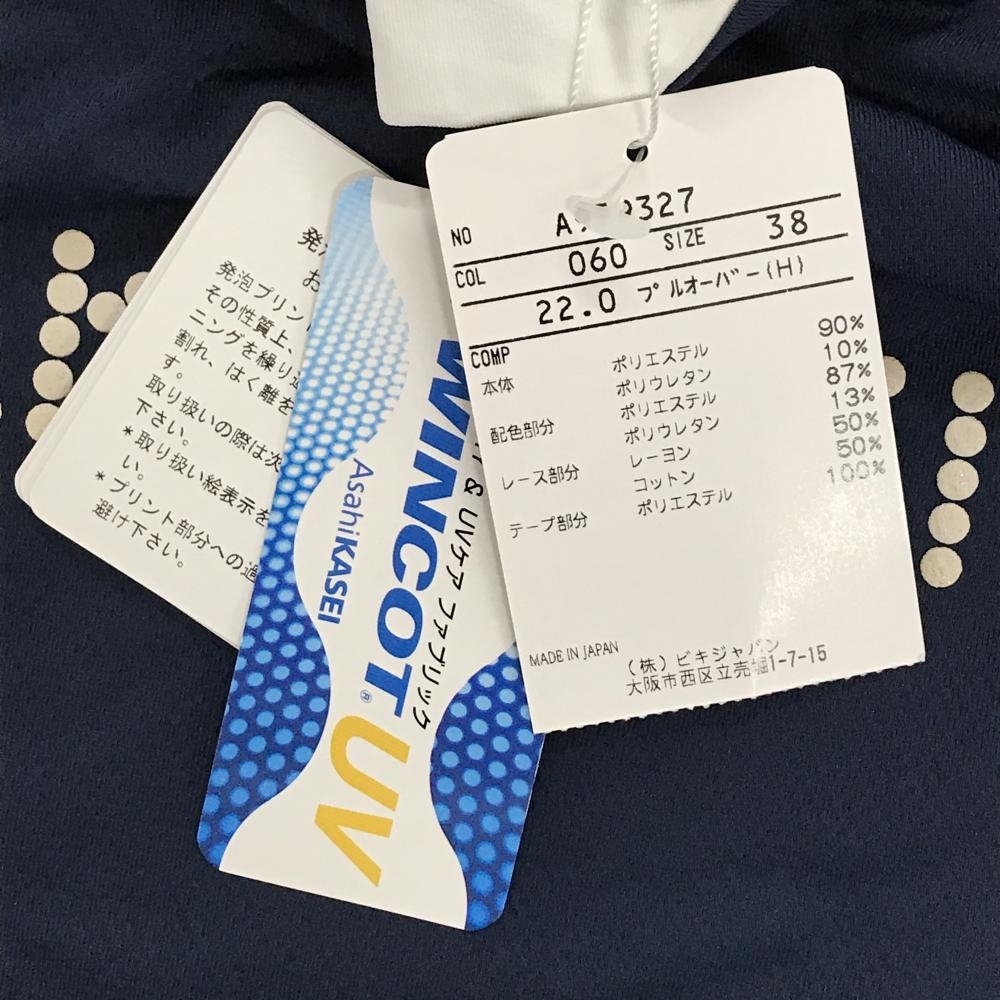 NO
COL 060 SIZE 38
22.0 プルオーバー(H)
COMP
本体 ポリエステル 90%
ポリウレタン 10%
配色部分 ポリエステル 87%
ポリウレタン 13%
レース部分 レーヨン 50%
コットン 50%
テープ部分 ポリエステル 100%
MADE IN JAPAN
(株)ビキジャパン
大阪市西区立売堀1-7-15
& UVケア ファブリック
WINCOT® UV
AsahiKASEI
発泡プリン
その性質上、
ニングを繰り返
割れ、はく離を
す。
取り扱いの際は次
下さい。
*取り扱い絵表示を
い。
*プリント部分への過
避け下さい。